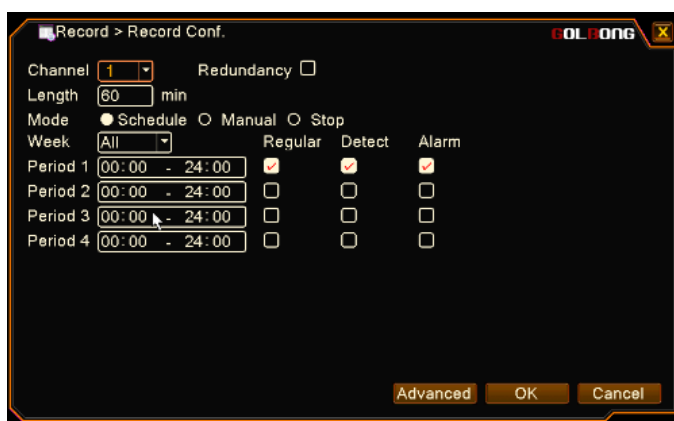 Record > Record Conf.
GOLBONG
X
Channel 1 Redundancy
Length 60 min
Mode Schedule Manual Stop
Week All Regular Detect Alarm
Period 1 00:00 - 24:00
Period 2 00:00 - 24:00
Period 3 00:00 - 24:00
Period 4 00:00 - 24:00
Advanced OK Cancel